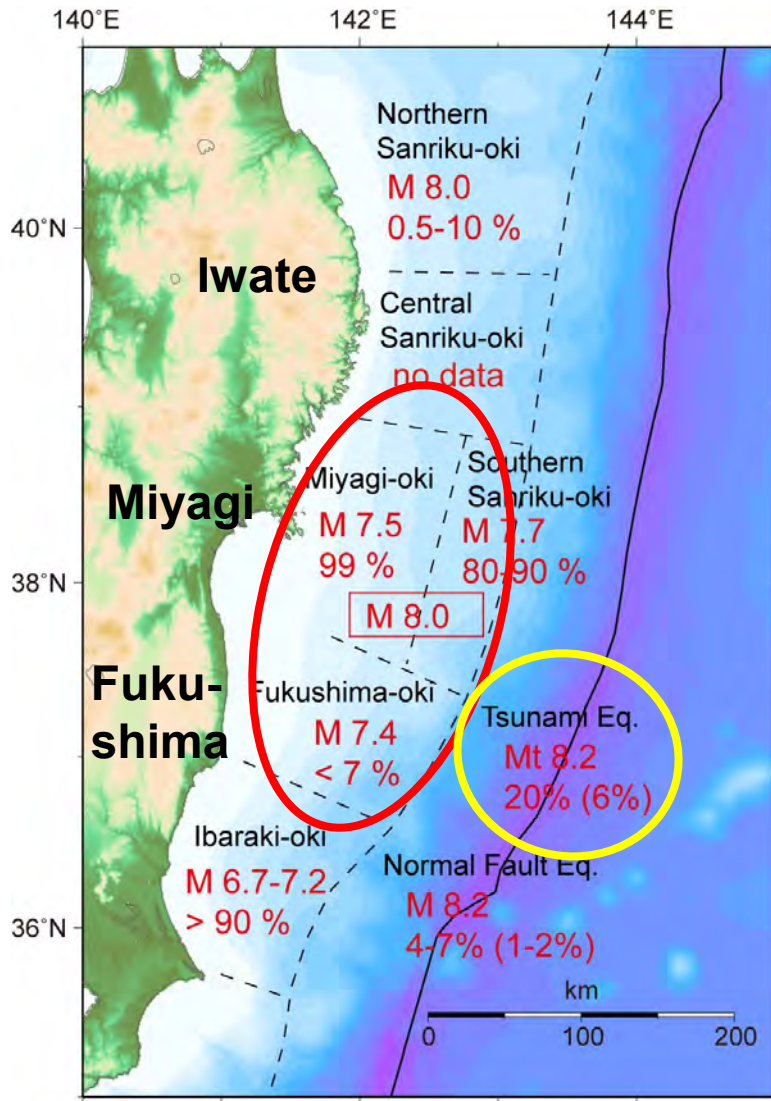 140°E 142°E 144°E
Northern
Sanriku-oki
M 8.0
0.5-10 %
40°N
Iwate
Central
Sanriku-oki
no data
Miyagi-oki
M 7.5
99 %
Southern
Sanriku-oki
M 7.7
80-90 %
Miyagi
38°N
M 8.0
Fuku-
shima
Fukushima-oki
M 7.4
< 7 %
Tsunami Eq.
Mt 8.2
20% (6%)
Ibaraki-oki
M 6.7-7.2
> 90 %
Normal Fault Eq.
M 8.2
4-7% (1-2%)
36°N
km
0 100 200